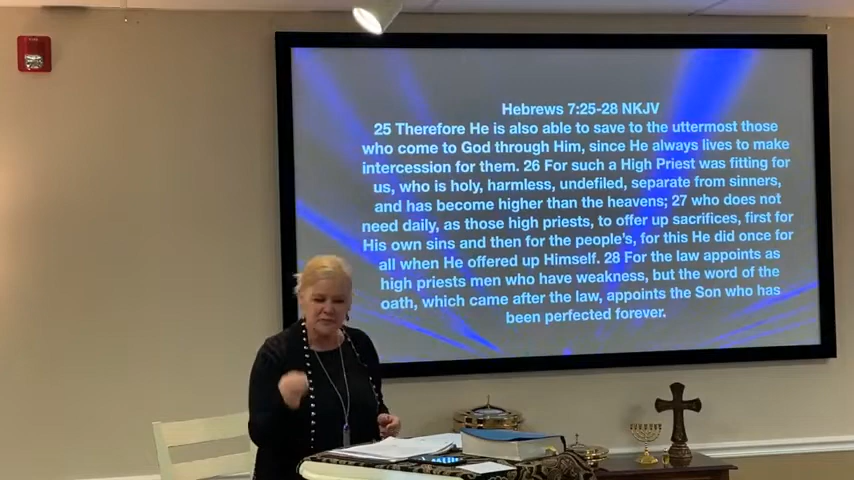 Hebrews 7:25-28 NKJV
25 Therefore He is also able to save to the uttermost those
who come to God through Him, since He always lives to make
intercession for them. 26 For such a High Priest was fitting for
us, who is holy, harmless, undefiled, separate from sinners,
and has become higher than the heavens; 27 who does not
need daily, as those high priests, to offer up sacrifices, first for
His own sins and then for the people's, for this He did once for
all when He offered up Himself. 28 For the law appoints as
high priests men who have weakness, but the word of the
oath, which came after the law, appoints the Son who has
been perfected forever.